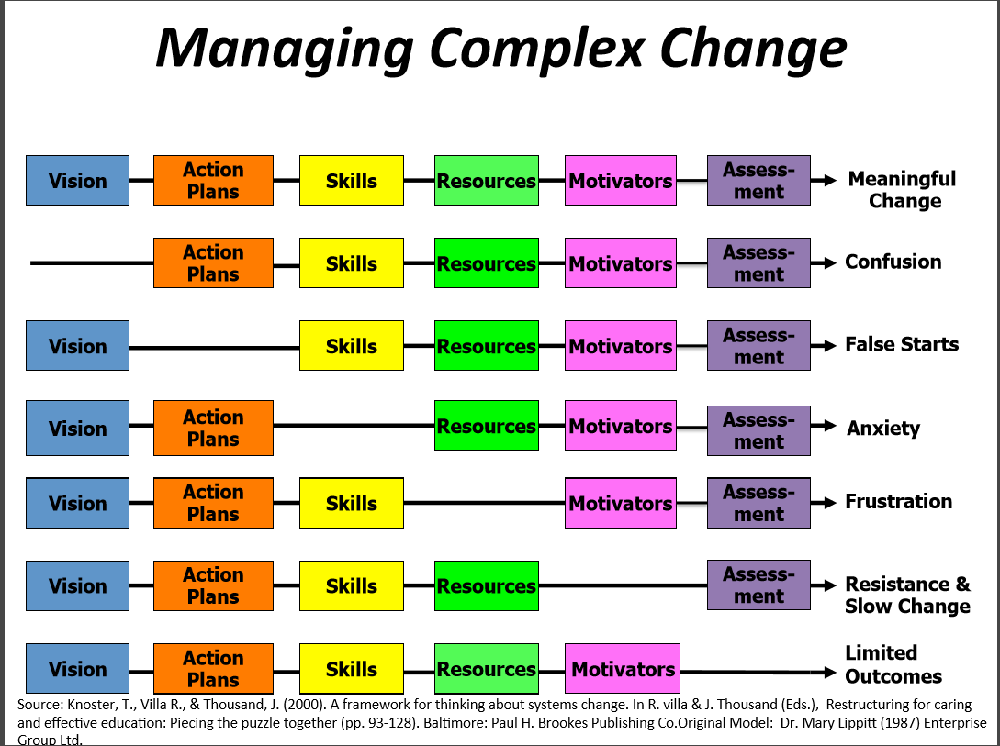 Managing Complex Change
Vision
Action
Plans
Skills
Resources
Motivators
Assess-
ment
Meaningful
Change
Action
Plans
Skills
Resources
Motivators
Assess-
ment
Confusion
Vision
Skills
Resources
Motivators
Assess-
ment
False Starts
Vision
Action
Plans
Resources
Motivators
Assess-
ment
Anxiety
Vision
Action
Plans
Skills
Motivators
Assess-
ment
Frustration
Vision
Action
Plans
Skills
Resources
Assess-
ment
Resistance &
Slow Change
Vision
Action
Plans
Skills
Resources
Motivators
Limited
Outcomes
Source: Knoster, T., Villa R., & Thousand, J. (2000). A framework for thinking about systems change. In R. villa & J. Thousand (Eds.), Restructuring for caring
and effective education: Piecing the puzzle together (pp. 93-128). Baltimore: Paul H. Brookes Publishing Co.Original Model: Dr. Mary Lippitt (1987) Enterprise
Group Ltd.